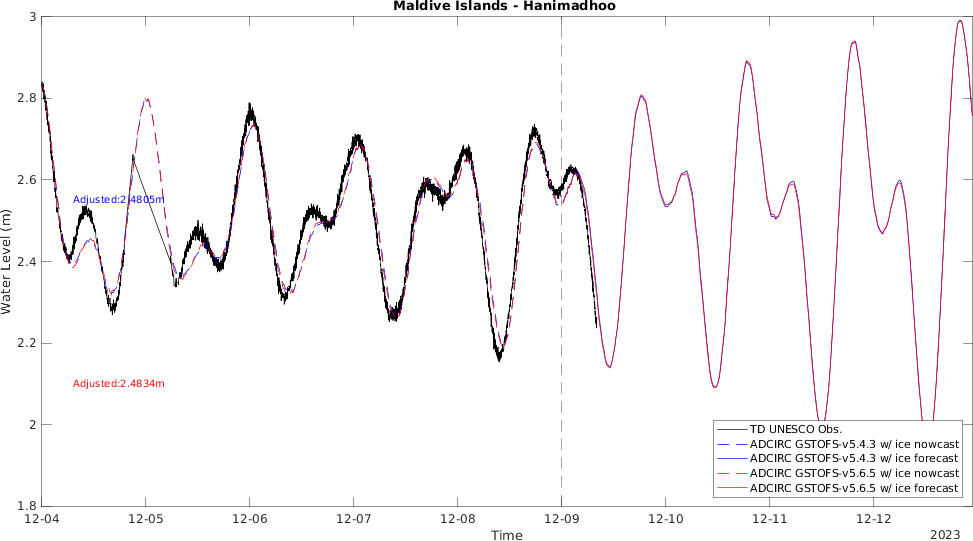 Maldive Islands - Hanimadhoo
3
2.8
2.6
2.4
2.2
2
1.8
Water Level (m)
Adjusted:2.4805m
Adjusted:2.4834m
TD UNESCO Obs.
ADCIRC GSTOFS-v5.4.3 w/ ice nowcast
ADCIRC GSTOFS-v5.4.3 w/ ice forecast
ADCIRC GSTOFS-v5.6.5 w/ ice nowcast
ADCIRC GSTOFS-v5.6.5 w/ ice forecast
12-04 12-05 12-06 12-07 12-08 12-09 12-10 12-11 12-12
Time
2023